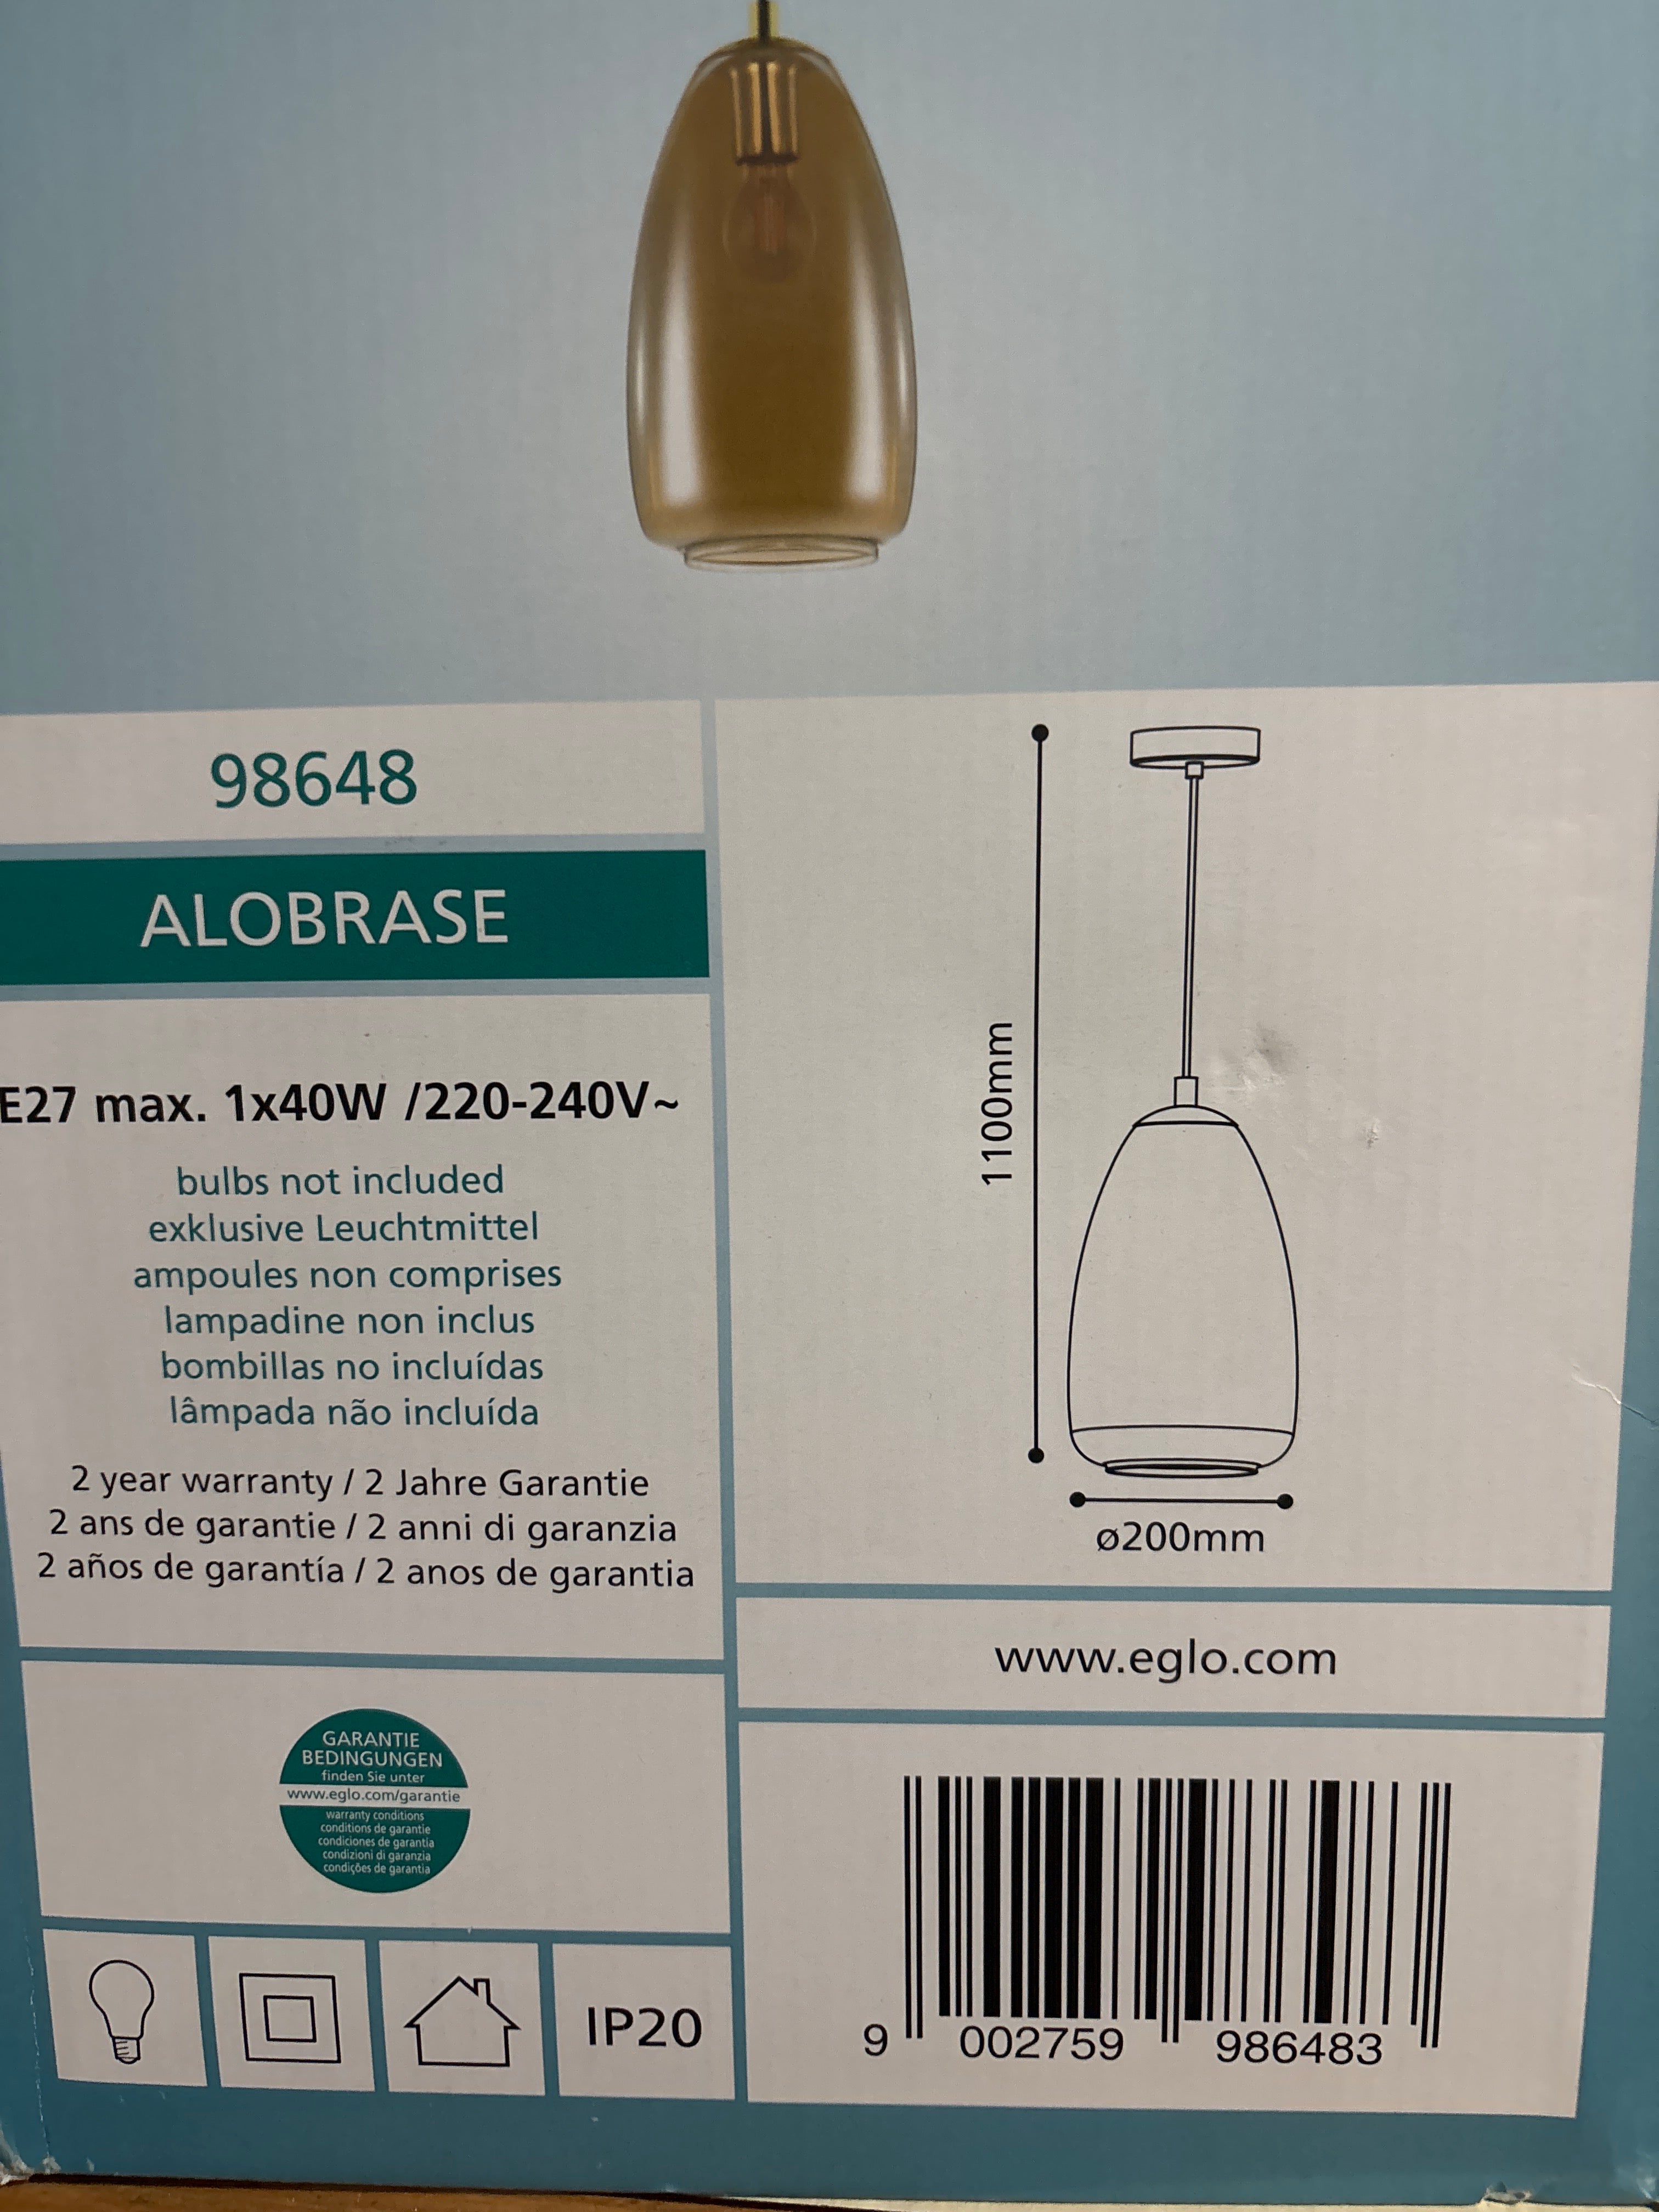 98648
ALOBRASE
E27 max. 1x40W /220-240V~
bulbs not included
exklusive Leuchtmittel
ampoules non comprises
lampadine non inclus
bombillas no incluídas
lâmpada não incluída
2 year warranty / 2 Jahre Garantie
2 ans de garantie / 2 anni di garanzia
2 años de garantía / 2 anos de garantia
GARANTIE
BEDINGUNGEN
finden Sie unter
www.eglo.com/garantie
warranty conditions
conditions de garantie
condiciones de garantia
condizioni di garanzia
condições de garantia
IP20
1100mm
ø200mm
www.eglo.com
9 002759 986483